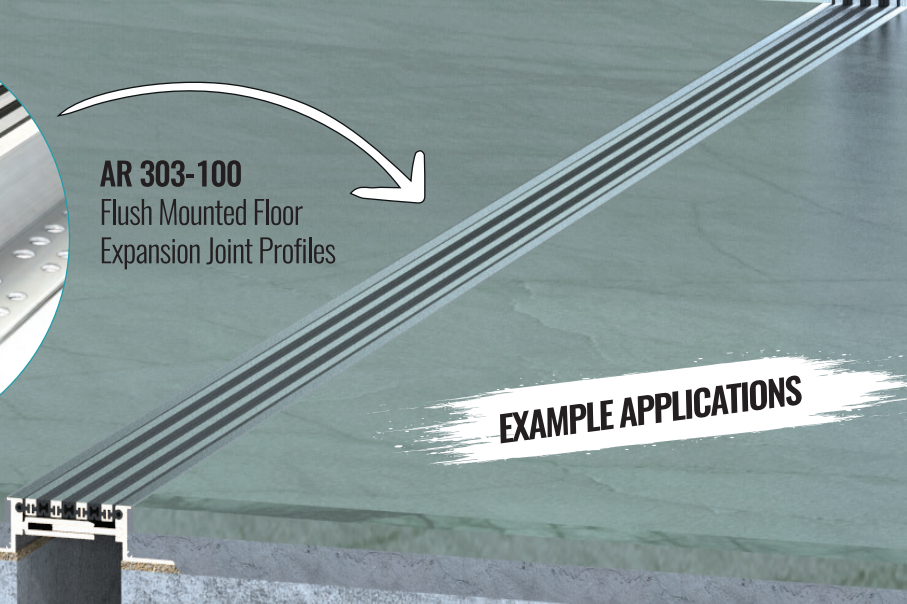 AR 303-100
Flush Mounted Floor
Expansion Joint Profiles
EXAMPLE APPLICATIONS